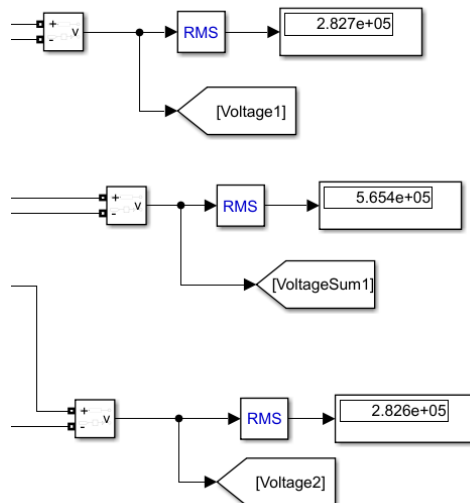 +
-
v
RMS
2.827e+05
[Voltage1]
+
-
v
RMS
5.654e+05
[VoltageSum1]
+
-
v
RMS
2.826e+05
[Voltage2]